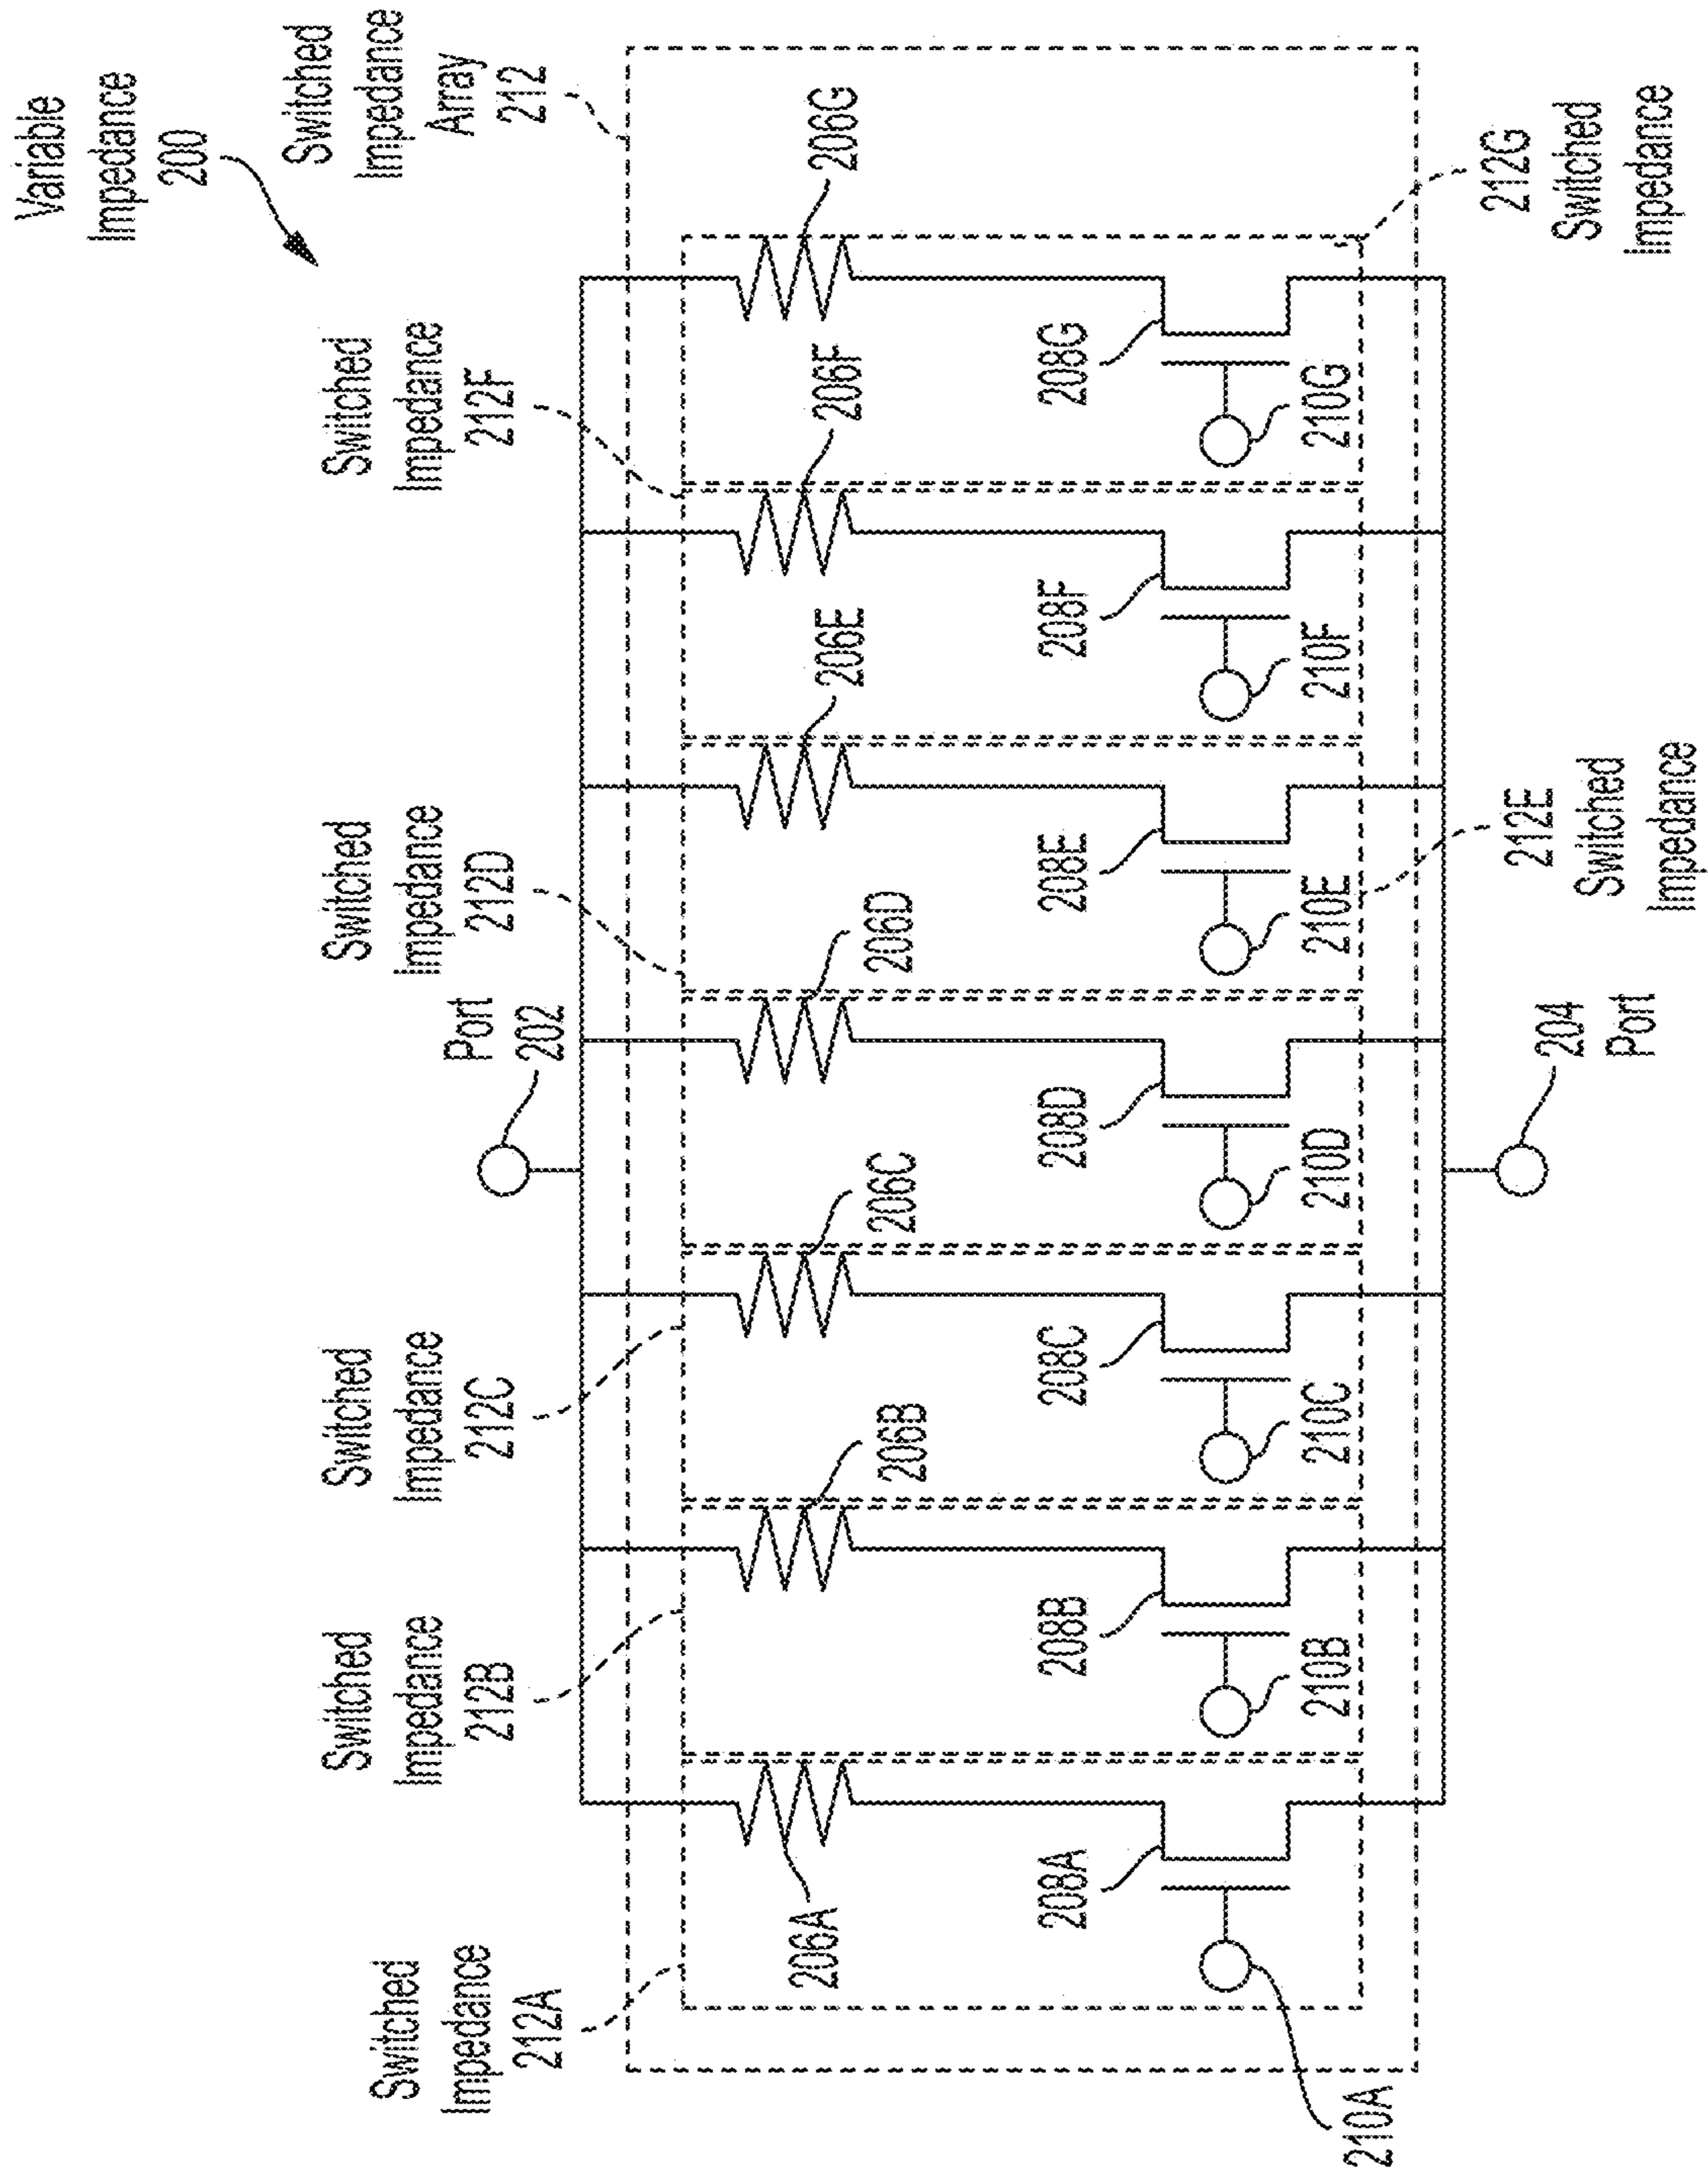 Variable
Impedance
200
Switched
Impedance
Array
212
Switched
Impedance
212A
Switched
Impedance
212B
Switched
Impedance
212C
Switched
Impedance
212D
Switched
Impedance
212F
Port
202
206A
206B
206C
206D
206E
206F
206G
208A
208B
208C
208D
208E
208F
208G
210A
210B
210C
210D
210E
210F
210G
204
Port
212E
Switched
Impedance
212G
Switched
Impedance